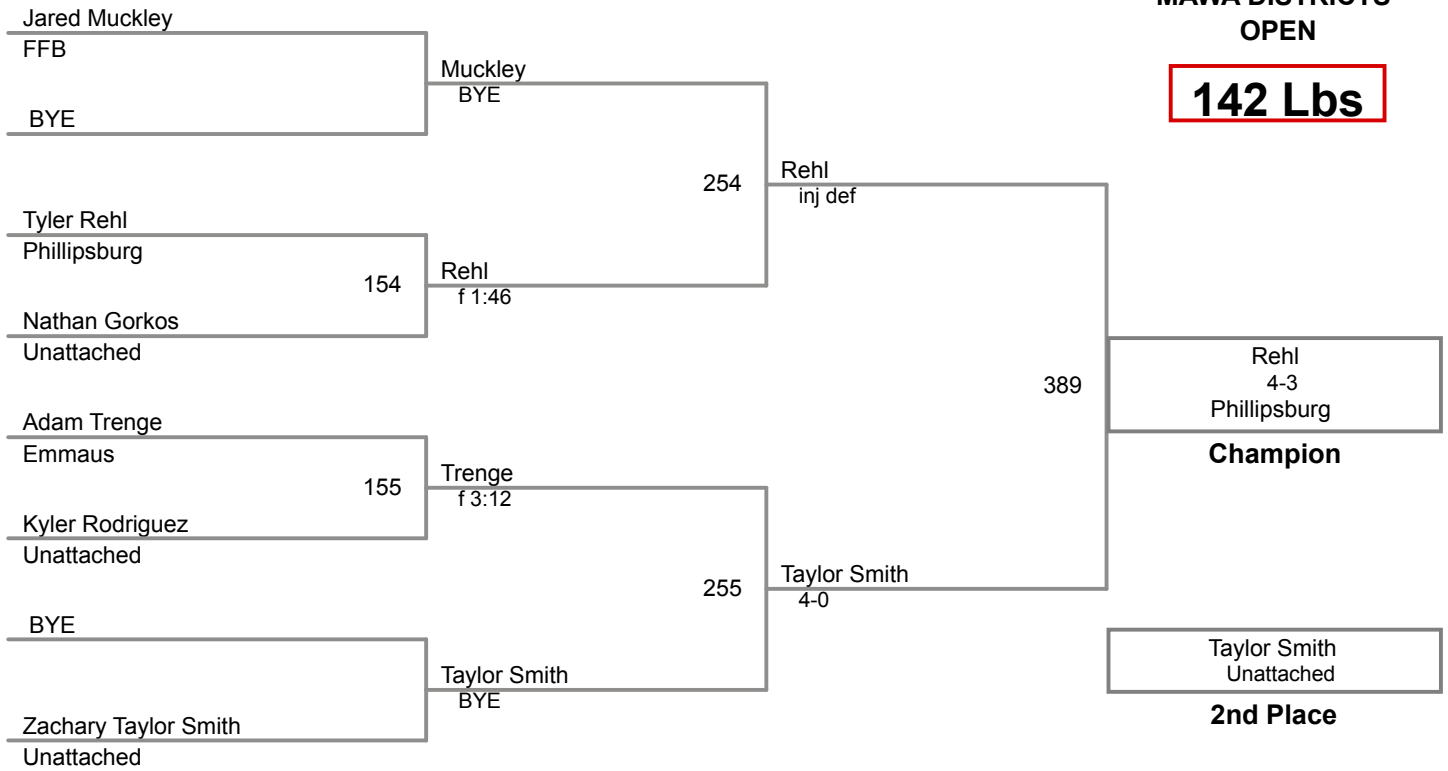 MAWA DISTRICTS
OPEN
142 Lbs
Jared Muckley
FFB
BYE
Muckley
BYE
Tyler Rehl
Phillipsburg
154
Nathan Gorkos
Unattached
Rehl
f 1:46
254
Rehl
inj def
Adam Trenge
Emmaus
155
Kyler Rodriguez
Unattached
Trenge
f 3:12
BYE
Zachary Taylor Smith
Unattached
Taylor Smith
BYE
255
Taylor Smith
4-0
389
Rehl
4-3
Phillipsburg
Champion
Taylor Smith
Unattached
2nd Place